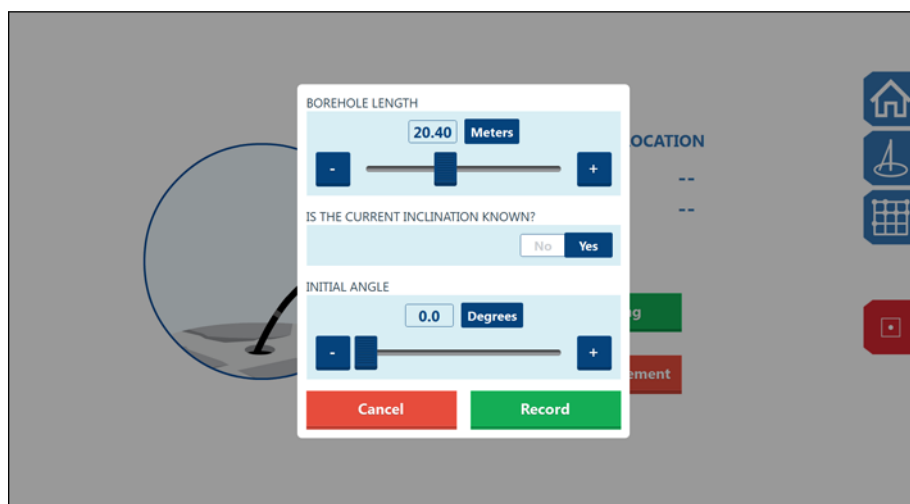 BOREHOLE LENGTH
20.40 Meters
- +
IS THE CURRENT INCLINATION KNOWN?
No Yes
INITIAL ANGLE
0.0 Degrees
- +
Cancel Record
OCATION
--
--
g
ement